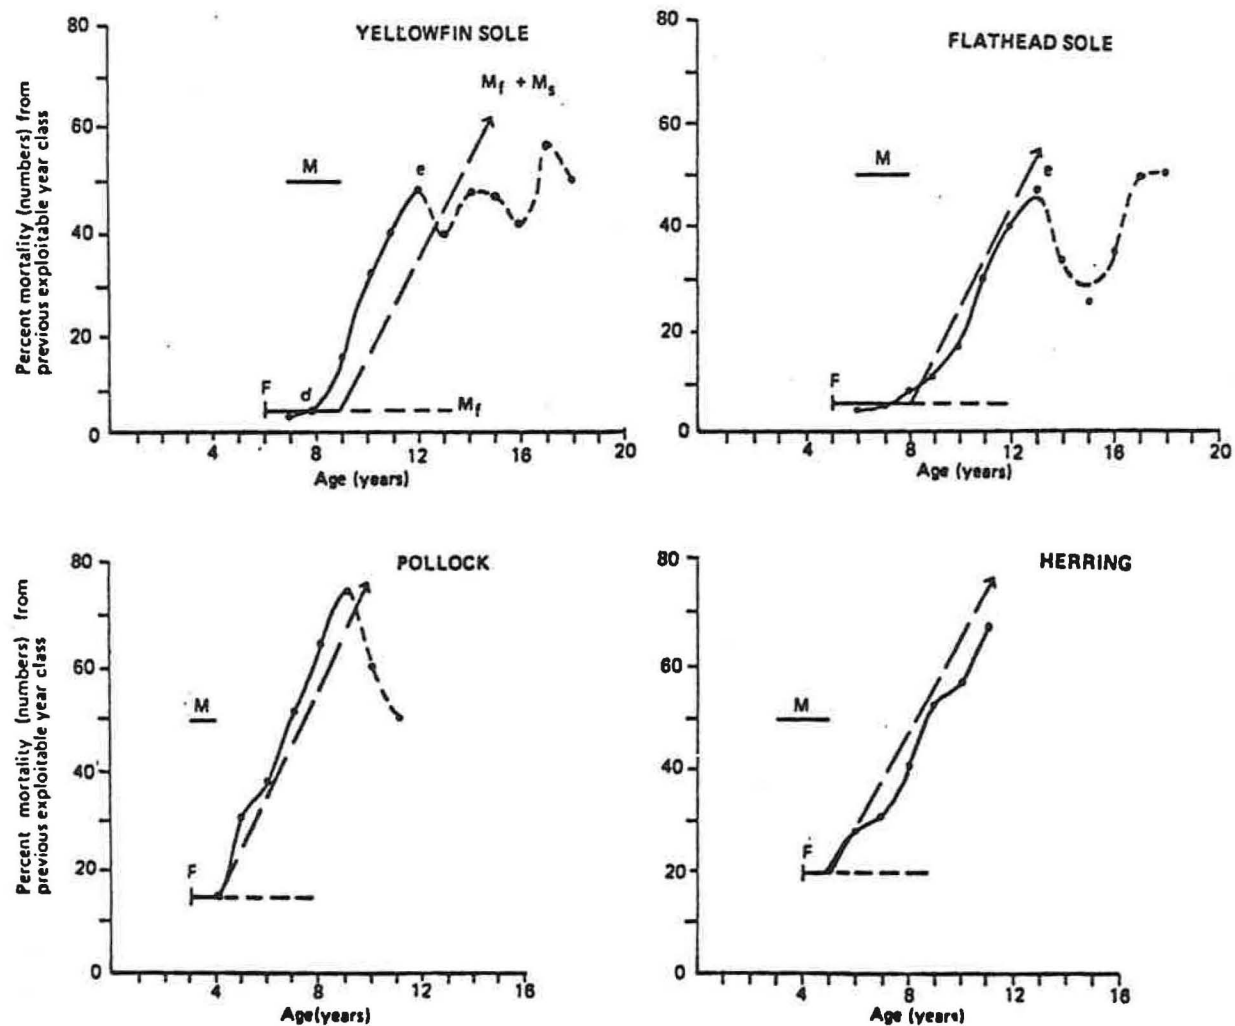 YELLOWFIN SOLE
Percent mortality (numbers) from
previous exploitable year class
80
60
40
20
0
M
e
M_f + M_s
F
d
M_f
4
8
12
16
20
Age (years)
FLATHEAD SOLE
80
60
40
20
0
M
e
F
4
8
12
16
20
Age (years)
POLLOCK
Percent mortality (numbers) from
previous exploitable year class
80
60
40
20
0
M
F
4
8
12
16
Age(years)
HERRING
80
60
40
20
0
M
F
4
8
12
16
Age (years)